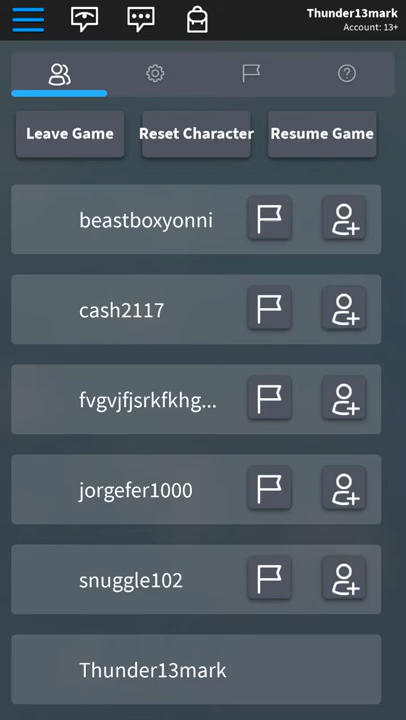 Thunder13mark
Account: 13+
Leave Game
Reset Character
Resume Game
beastboxyonni
cash2117
fvgvjfjsrkfkhg...
jorgefer1000
snuggle102
Thunder13mark